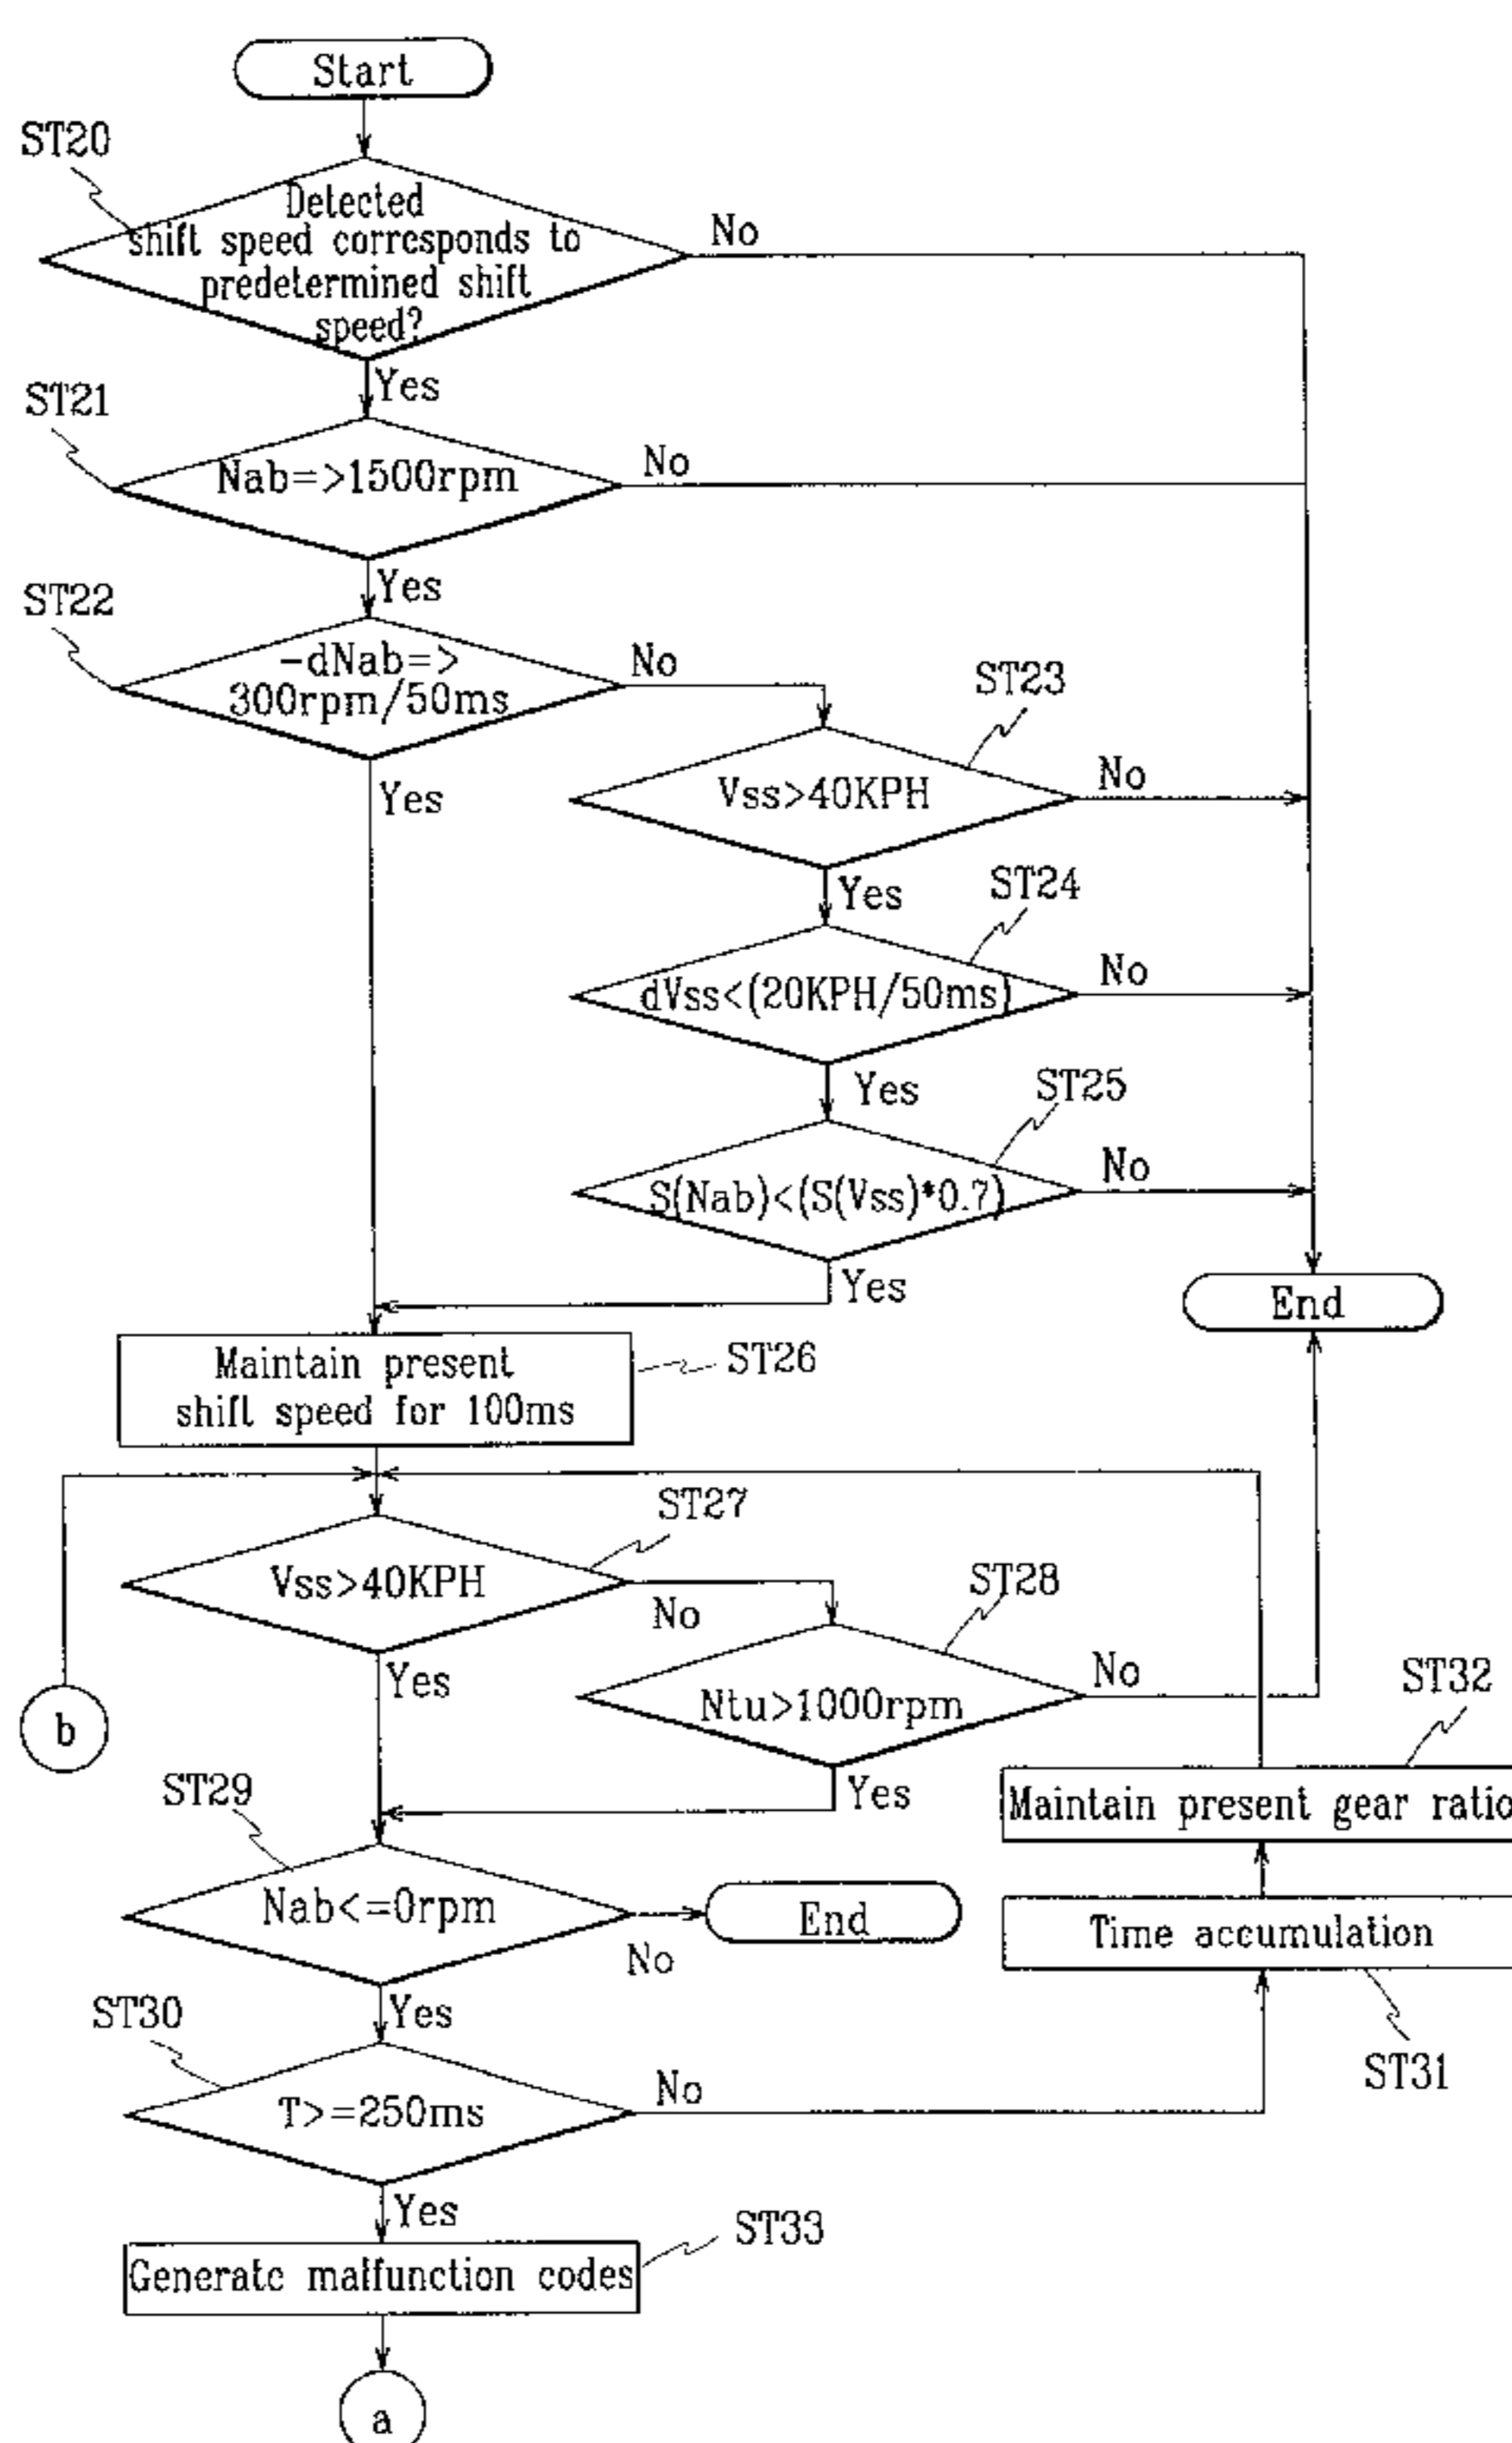 Start
ST20
Detected
shift speed corresponds to
predetermined shift
speed?
No
Yes
ST21
Nab=>1500rpm
No
Yes
ST22
-dNab=>
300rpm/50ms
No
Yes
ST23
Vss>40KPH
No
Yes
ST24
dVss<(20KPH/50ms)
No
Yes
ST25
S(Nab)<(S(Vss)*0.7)
No
Yes
End
Maintain present
shift speed for 100ms
ST26
ST27
Vss>40KPH
No
Yes
ST28
Ntu>1000rpm
No
Yes
b
ST32
Maintain present gear ratio
ST29
Nab<=0rpm
End
No
Yes
Time accumulation
ST31
ST30
T>=250ms
No
Yes
ST33
Generate malfunction codes
a